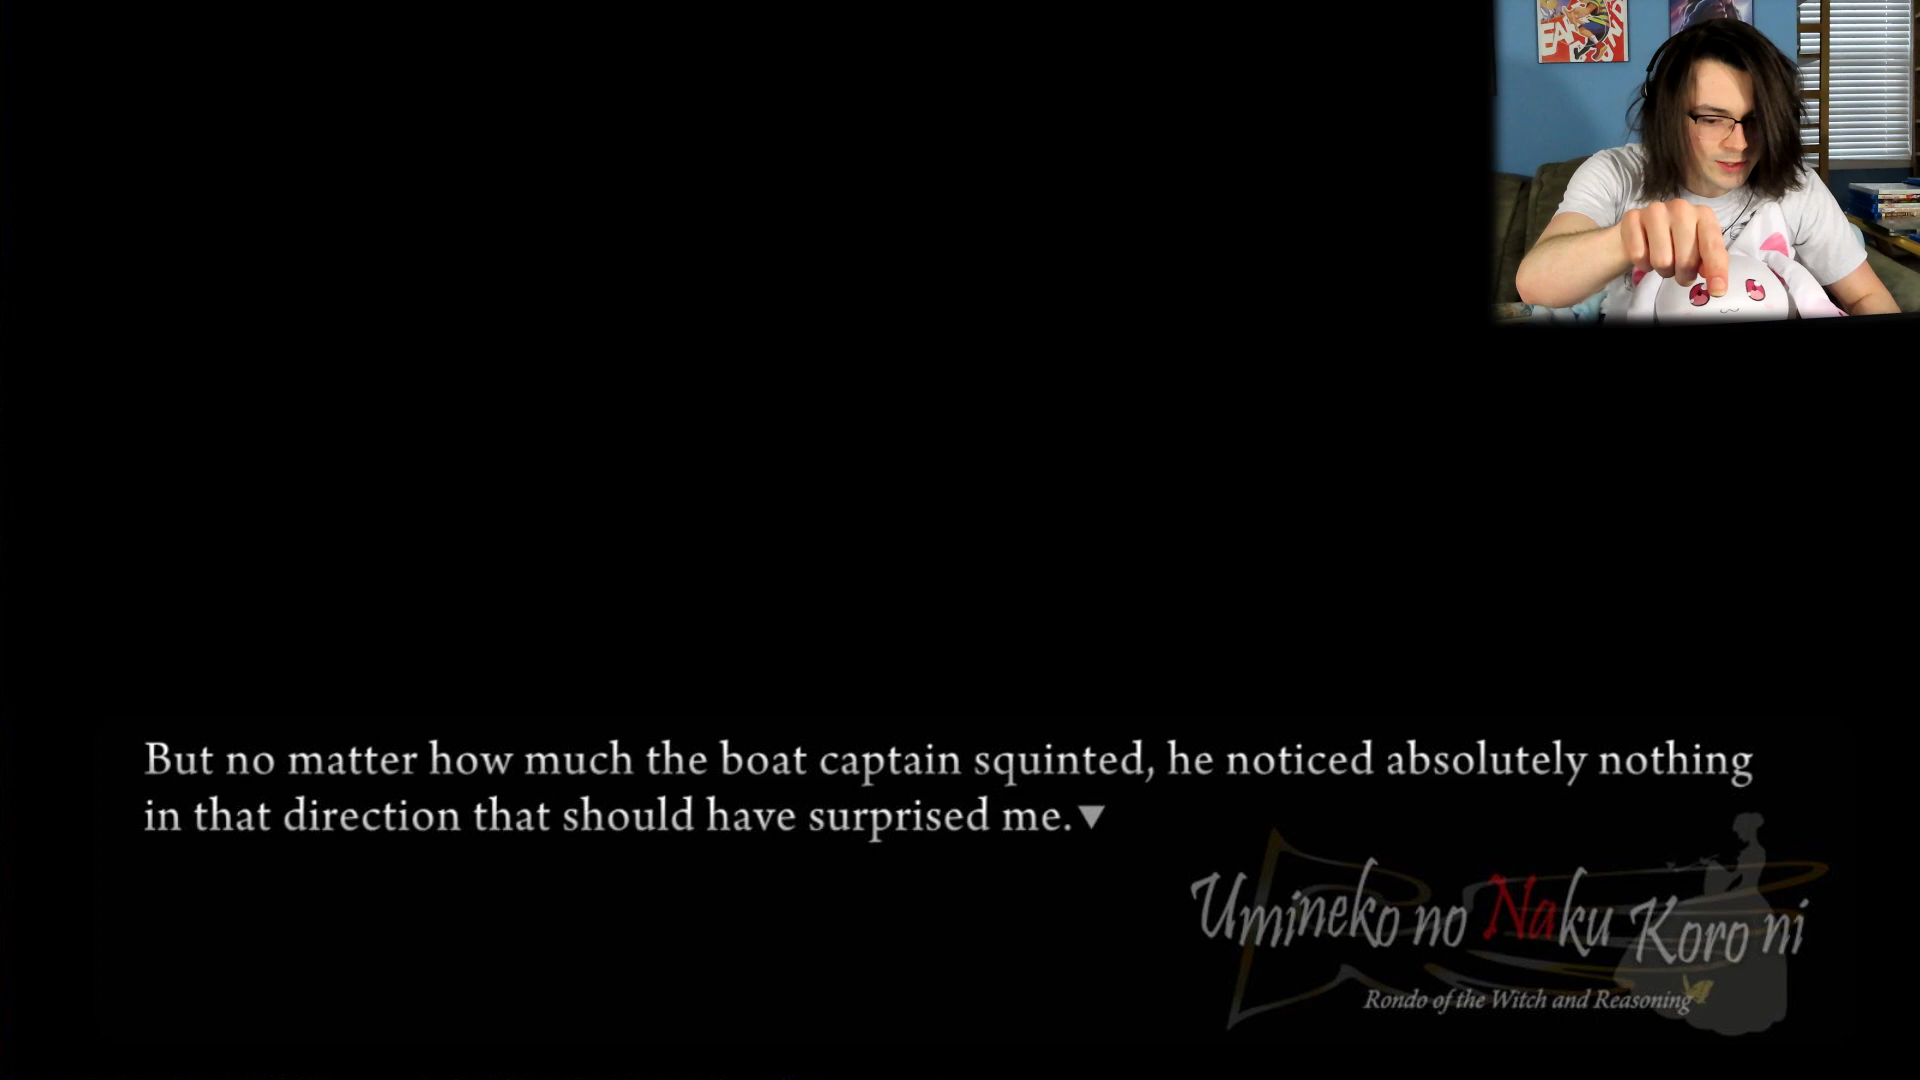 But no matter how much the boat captain squinted, he noticed absolutely nothing
in that direction that should have surprised me.
Umineko no Naku Koro ni
Rondo of the Witch and Reasoning